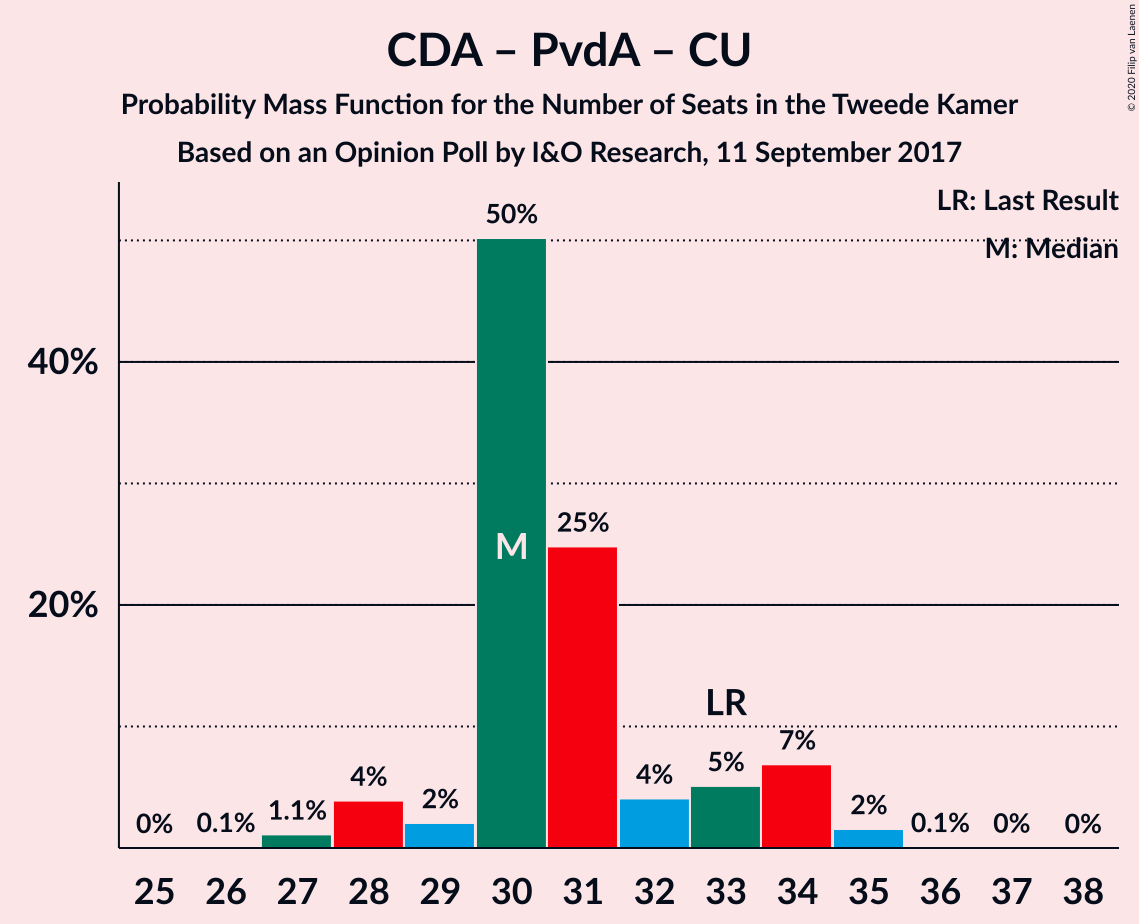 CDA – PvdA – CU
Probability Mass Function for the Number of Seats in the Tweede Kamer
Based on an Opinion Poll by I&O Research, 11 September 2017
© 2020 Filip van Laenen
LR: Last Result
M: Median
50%
40%
M
25%
20%
LR
0%
0.1%
1.1%
4%
2%
4%
5%
7%
2%
0.1%
0%
0%
25 26 27 28 29 30 31 32 33 34 35 36 37 38